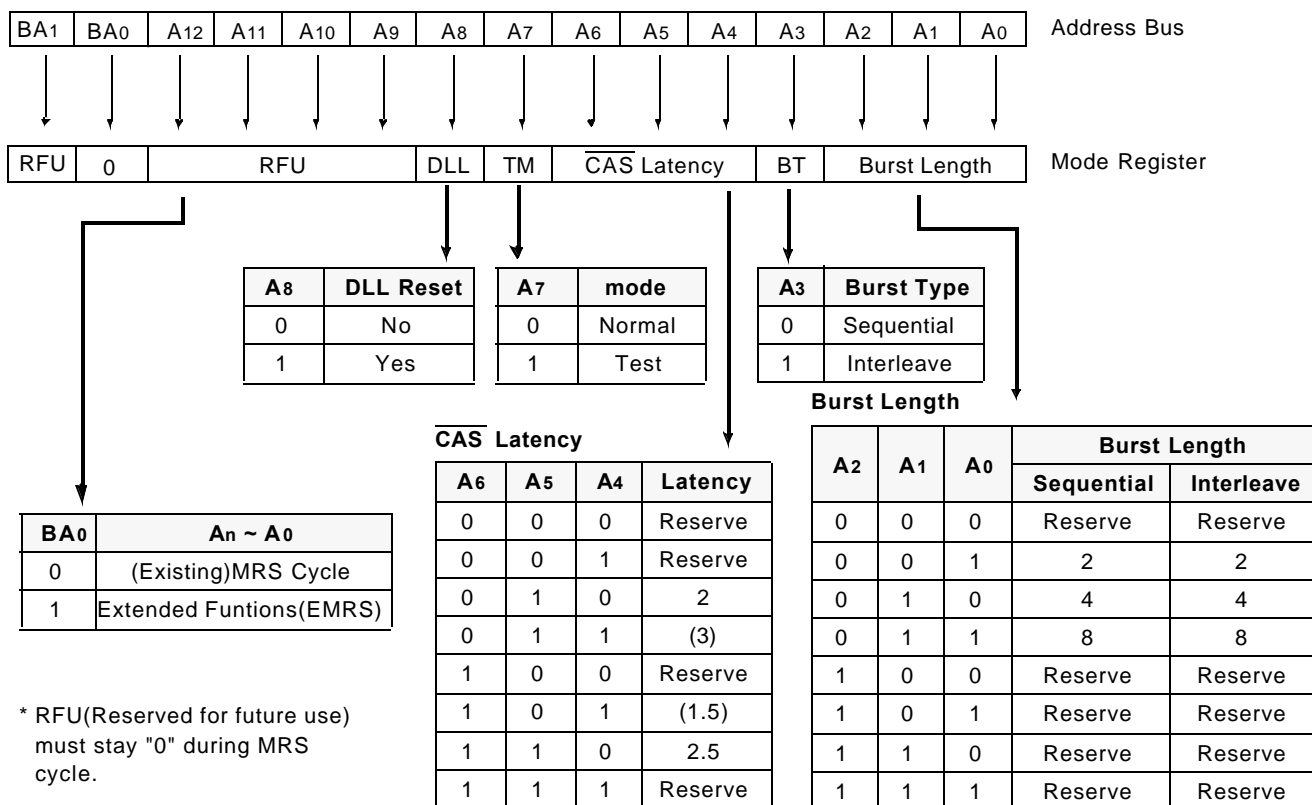 BA1 BA0 A12 A11 A10 A9 A8 A7 A6 A5 A4 A3 A2 A1 A0 Address Bus
RFU 0 RFU DLL TM CAS Latency BT Burst Length Mode Register
A8 DLL Reset
0 No
1 Yes
A7 mode
0 Normal
1 Test
A3 Burst Type
0 Sequential
1 Interleave
BA0 An ~ A0
0 (Existing)MRS Cycle
1 Extended Funtions(EMRS)
* RFU(Reserved for future use)
must stay "0" during MRS
cycle.
CAS Latency
A6 A5 A4 Latency
0 0 0 Reserve
0 0 1 Reserve
0 1 0 2
0 1 1 (3)
1 0 0 Reserve
1 0 1 (1.5)
1 1 0 2.5
1 1 1 Reserve
Burst Length
A2 A1 A0 Burst Length
Sequential Interleave
0 0 0 Reserve Reserve
0 0 1 2 2
0 1 0 4 4
0 1 1 8 8
1 0 0 Reserve Reserve
1 0 1 Reserve Reserve
1 1 0 Reserve Reserve
1 1 1 Reserve Reserve